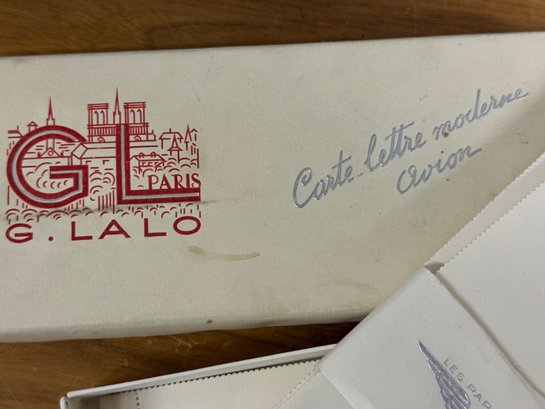 GL
PARIS
G. LALO
Carte-lettre moderne
avion
LES PAP